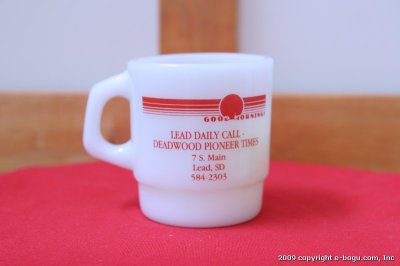 GOOD MORNING!
LEAD DAILY CALL -
DEADWOOD PIONEER TIMES
7 S. Main
Lead, SD
584-2303
2009 copyright e-bogu.com, Inc